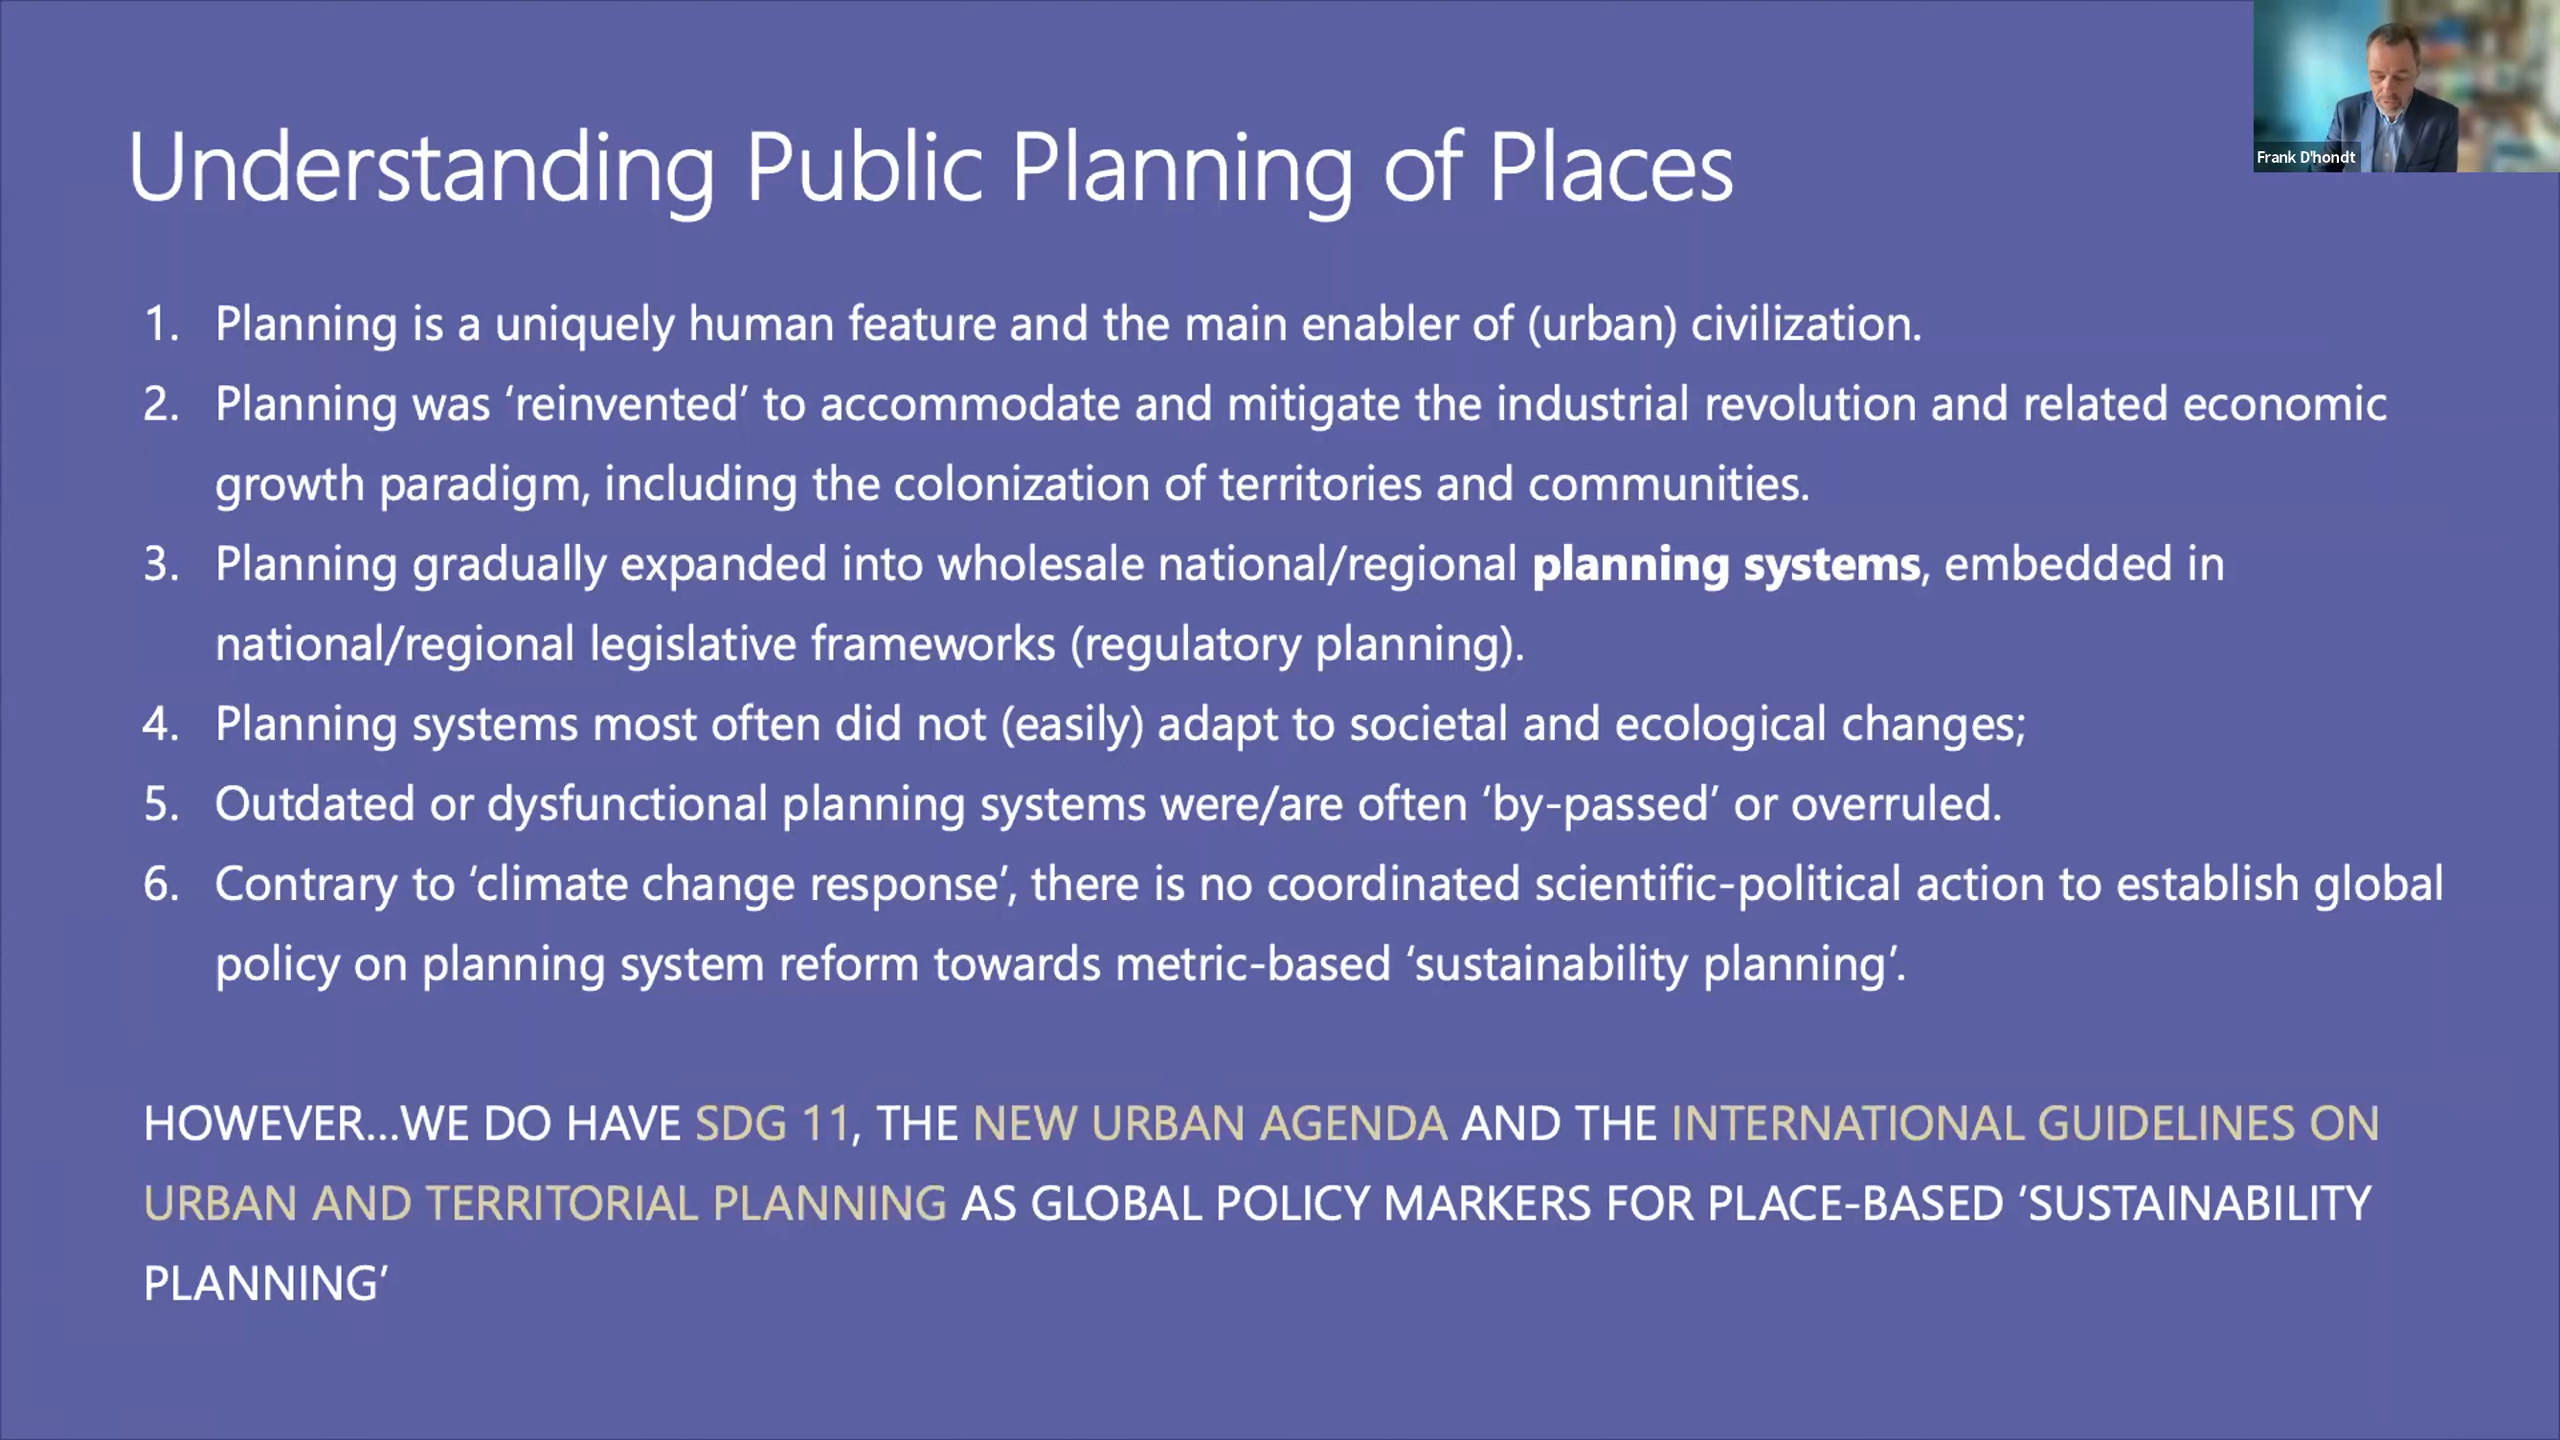 Understanding Public Planning of Places
Frank D'hondt
1. Planning is a uniquely human feature and the main enabler of (urban) civilization.
2. Planning was ‘reinvented’ to accommodate and mitigate the industrial revolution and related economic
growth paradigm, including the colonization of territories and communities.
3. Planning gradually expanded into wholesale national/regional planning systems, embedded in
national/regional legislative frameworks (regulatory planning).
4. Planning systems most often did not (easily) adapt to societal and ecological changes;
5. Outdated or dysfunctional planning systems were/are often ‘by-passed’ or overruled.
6. Contrary to ‘climate change response’, there is no coordinated scientific-political action to establish global
policy on planning system reform towards metric-based ‘sustainability planning’.
HOWEVER...WE DO HAVE SDG 11, THE NEW URBAN AGENDA AND THE INTERNATIONAL GUIDELINES ON
URBAN AND TERRITORIAL PLANNING AS GLOBAL POLICY MARKERS FOR PLACE-BASED ‘SUSTAINABILITY
PLANNING’